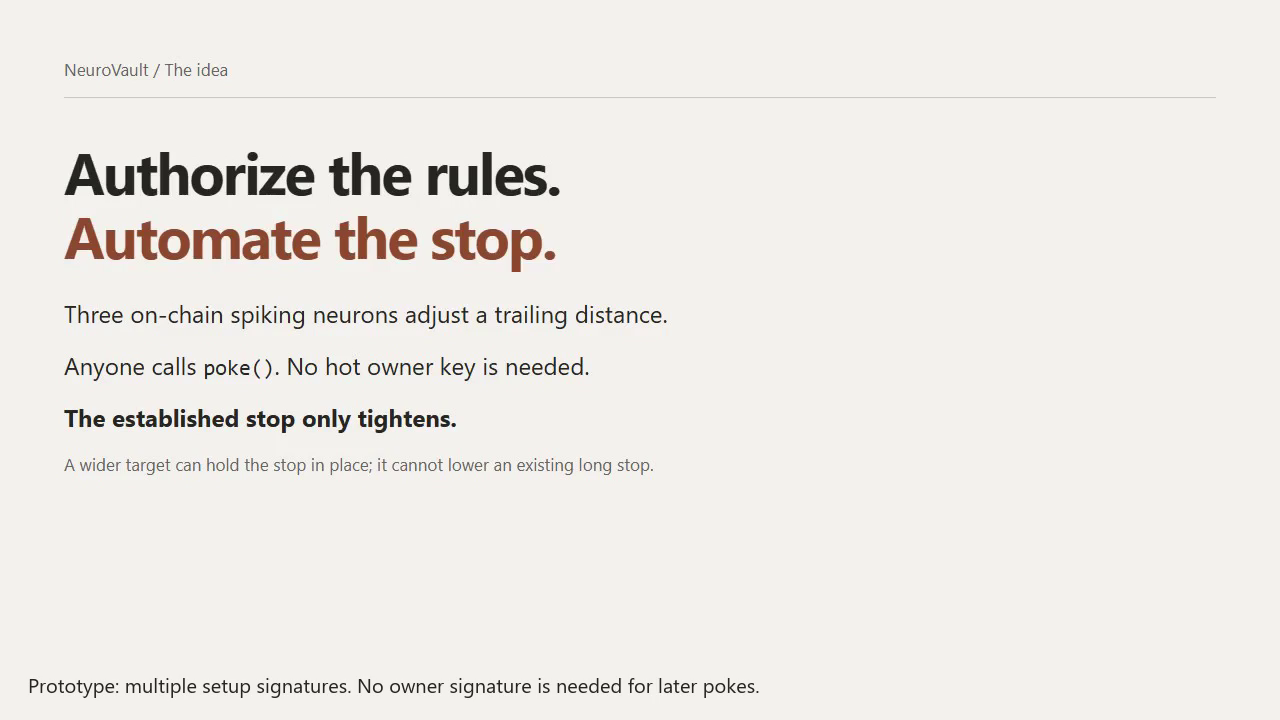 NeuroVault / The idea
Authorize the rules.
Automate the stop.
Three on-chain spiking neurons adjust a trailing distance.
Anyone calls poke(). No hot owner key is needed.
The established stop only tightens.
A wider target can hold the stop in place; it cannot lower an existing long stop.
Prototype: multiple setup signatures. No owner signature is needed for later pokes.